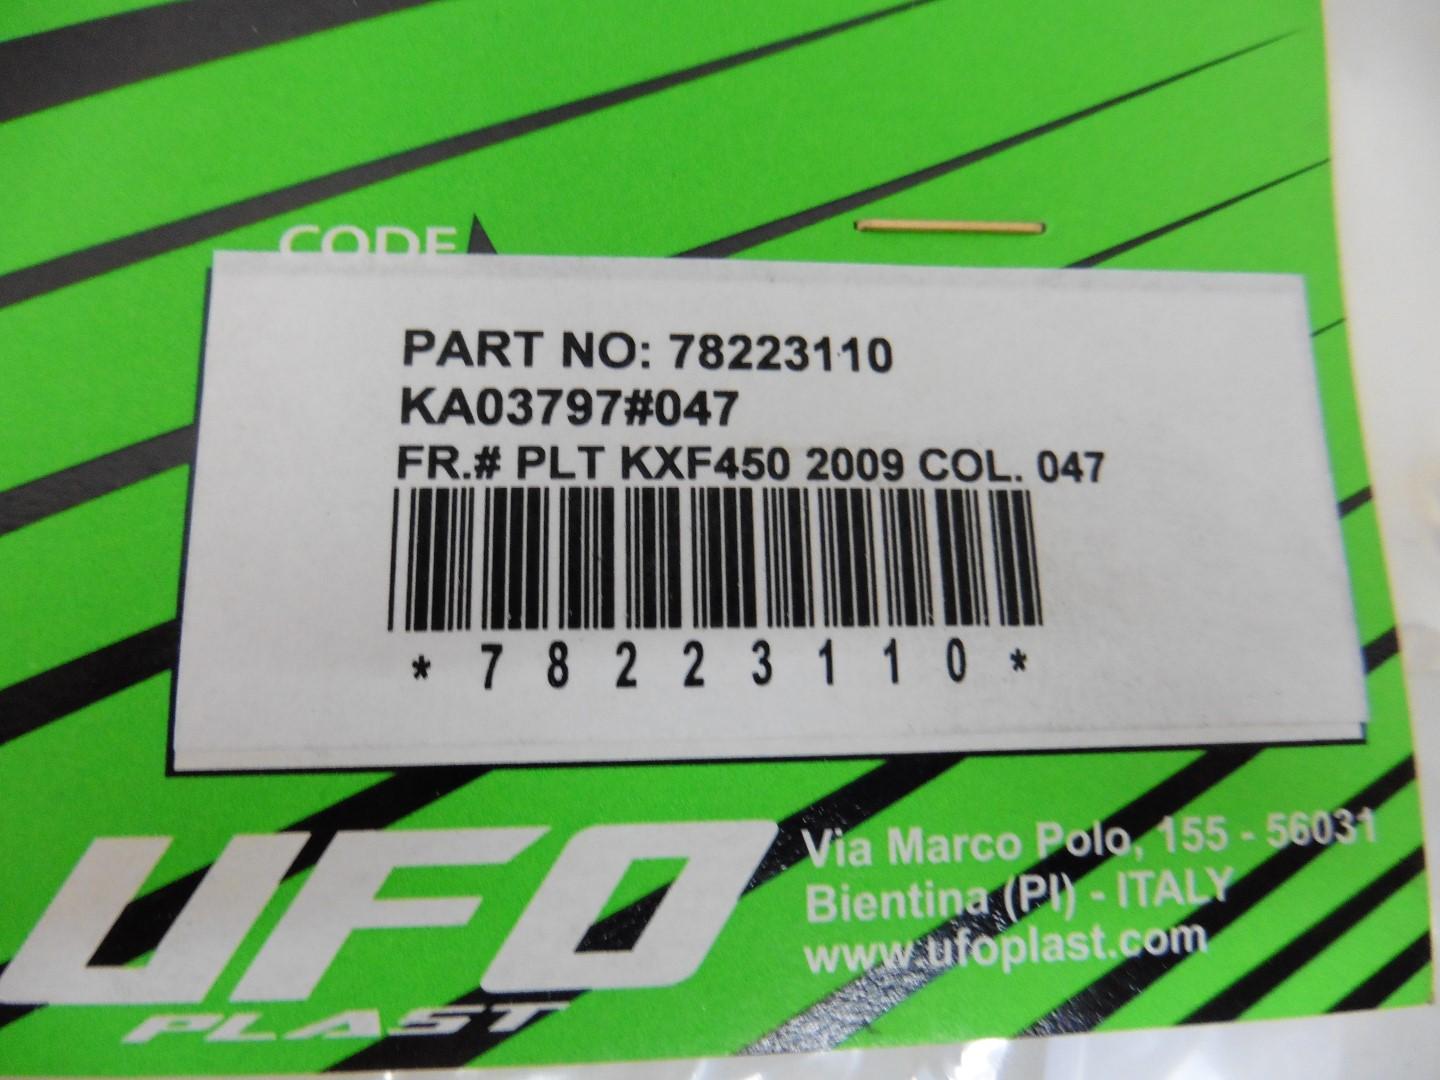 CODE
PART NO: 78223110
KA03797#047
FR.# PLT KXF450 2009 COL. 047
* 7 8 2 2 3 1 1 0 *
UFO
PLAST
Via Marco Polo, 155 - 56031
Bientina (PI) - ITALY
www.ufoplast.com